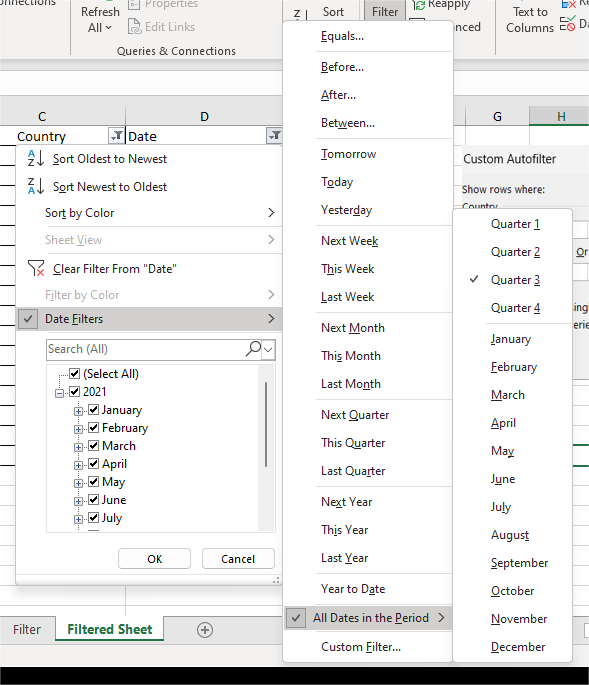 onnections
Refresh
All
Properties
Edit Links
Queries & Connections
Sort
Filter
Reapply
Text to
Columns
C
D
G
H
Country
Date
Sort Oldest to Newest
Sort Newest to Oldest
Sort by Color
Sheet View
Clear Filter From "Date"
Filter by Color
Date Filters
Search (All)
(Select All)
2021
January
February
March
April
May
June
July
OK
Cancel
Equals...
Before...
After...
Between...
Tomorrow
Today
Yesterday
Next Week
This Week
Last Week
Next Month
This Month
Last Month
Next Quarter
This Quarter
Last Quarter
Next Year
This Year
Last Year
Year to Date
All Dates in the Period
Custom Filter...
Custom Autofilter
Show rows where:
Country
Or
Quarter 1
Quarter 2
Quarter 3
Quarter 4
January
February
March
April
May
June
July
August
September
October
November
December
Filter
Filtered Sheet